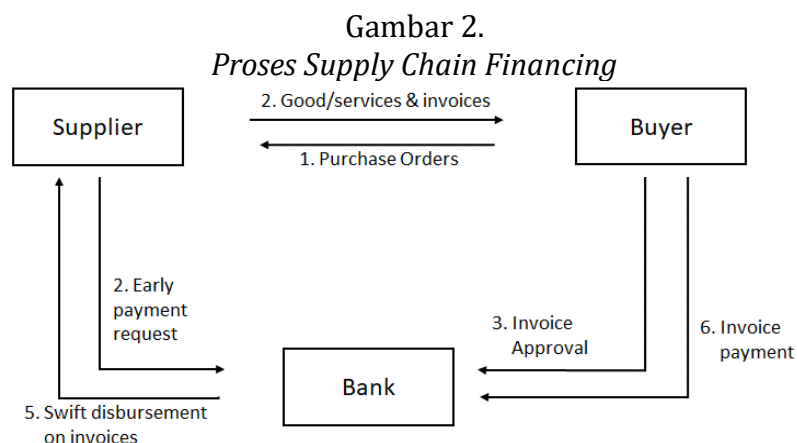 Gambar 2.
Proses Supply Chain Financing
2. Good/services & invoices
Supplier
Buyer
1. Purchase Orders
2. Early
payment
request
3. Invoice
Approval
6. Invoice
payment
Bank
5. Swift disbursement
on invoices